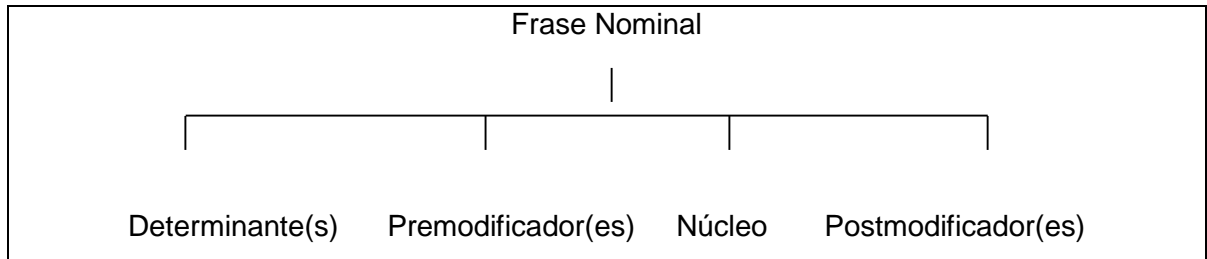 Frase Nominal
Determinante(s) Premodificador(es) Núcleo Postmodificador(es)